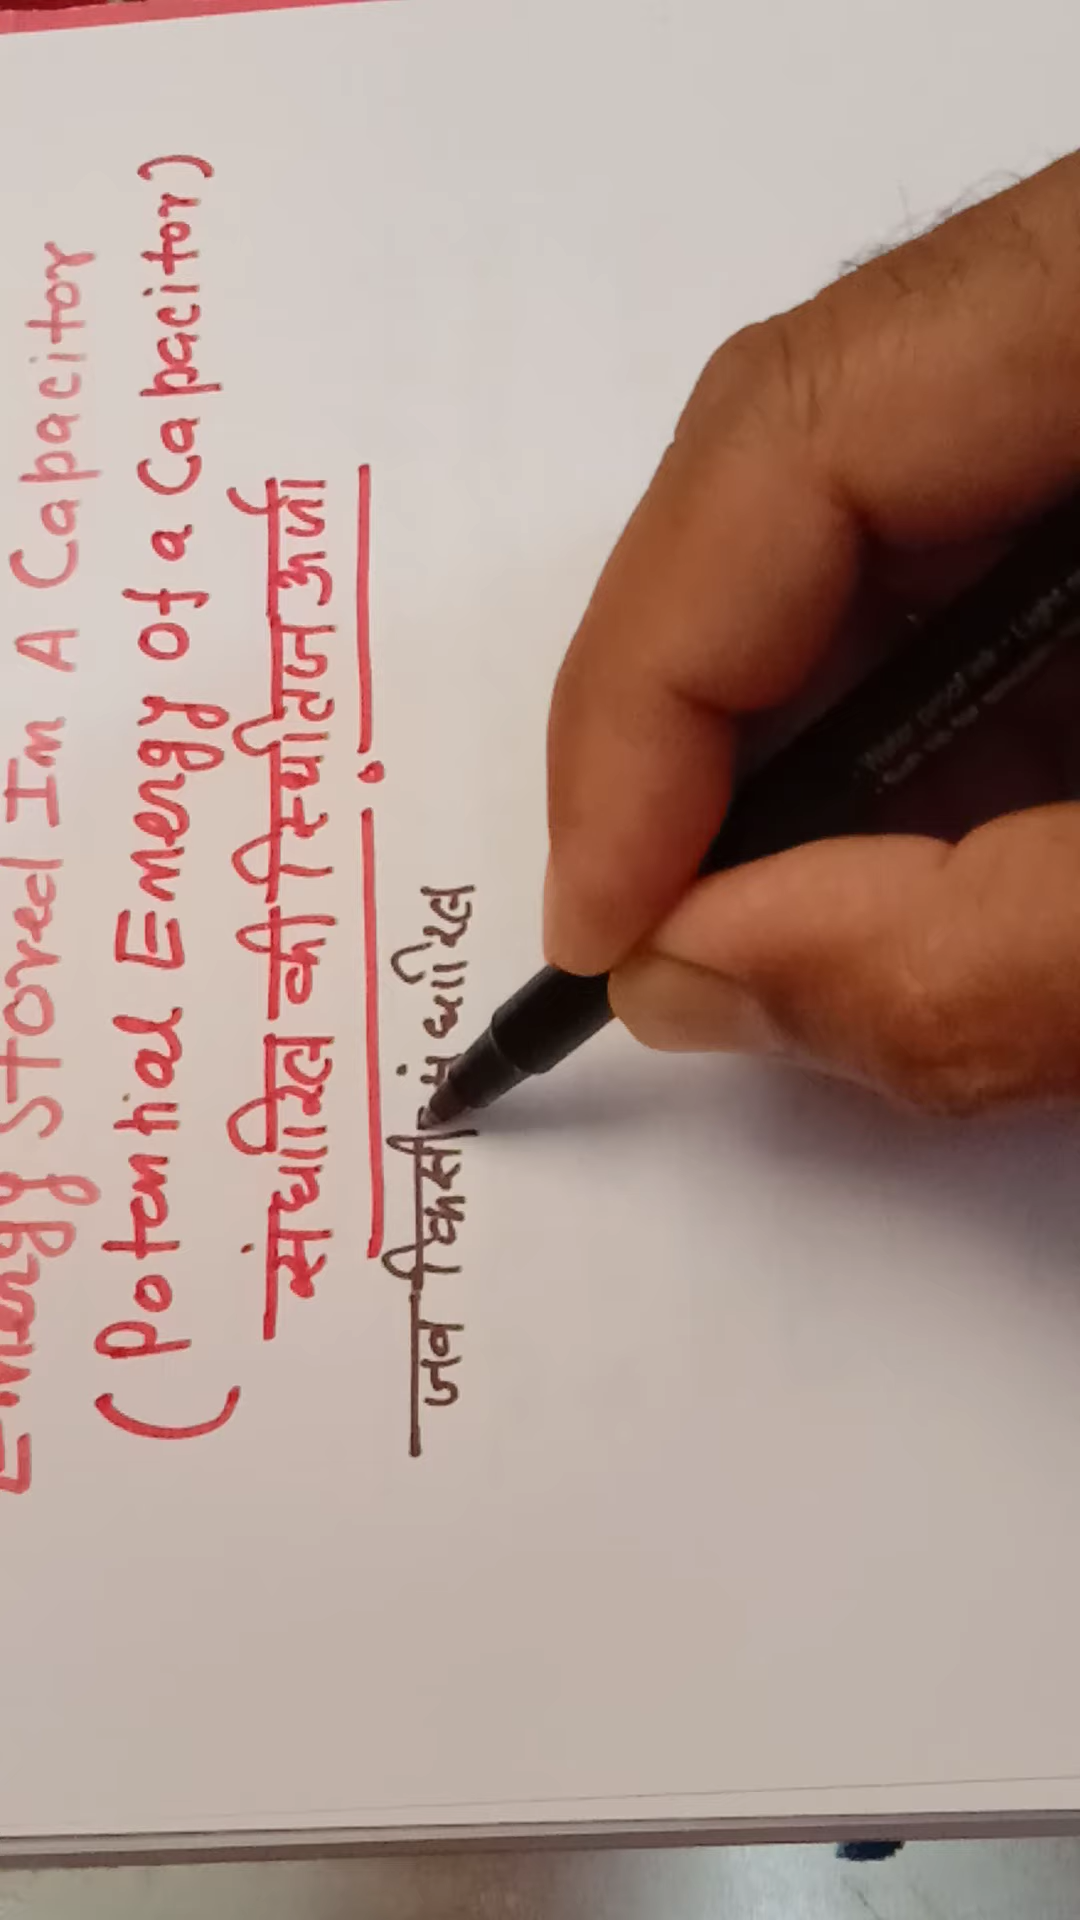 Energy Stored In A Capacitor
(Potential Energy of a Capacitor)
संधारित्र की स्थितिज ऊर्जा
जब किसी संधारित्र